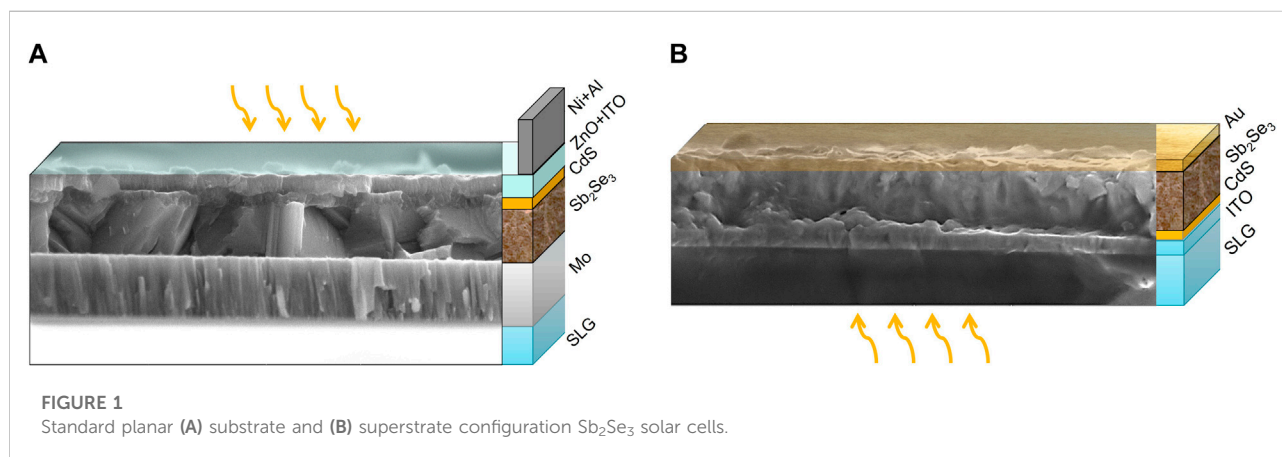 A
Ni+Al
ZnO+ITO
CdS
Sb₂Se₃
Mo
SLG
B
Au
Sb₂Se₃
CdS
ITO
SLG
FIGURE 1
Standard planar (A) substrate and (B) superstrate configuration Sb₂Se₃ solar cells.